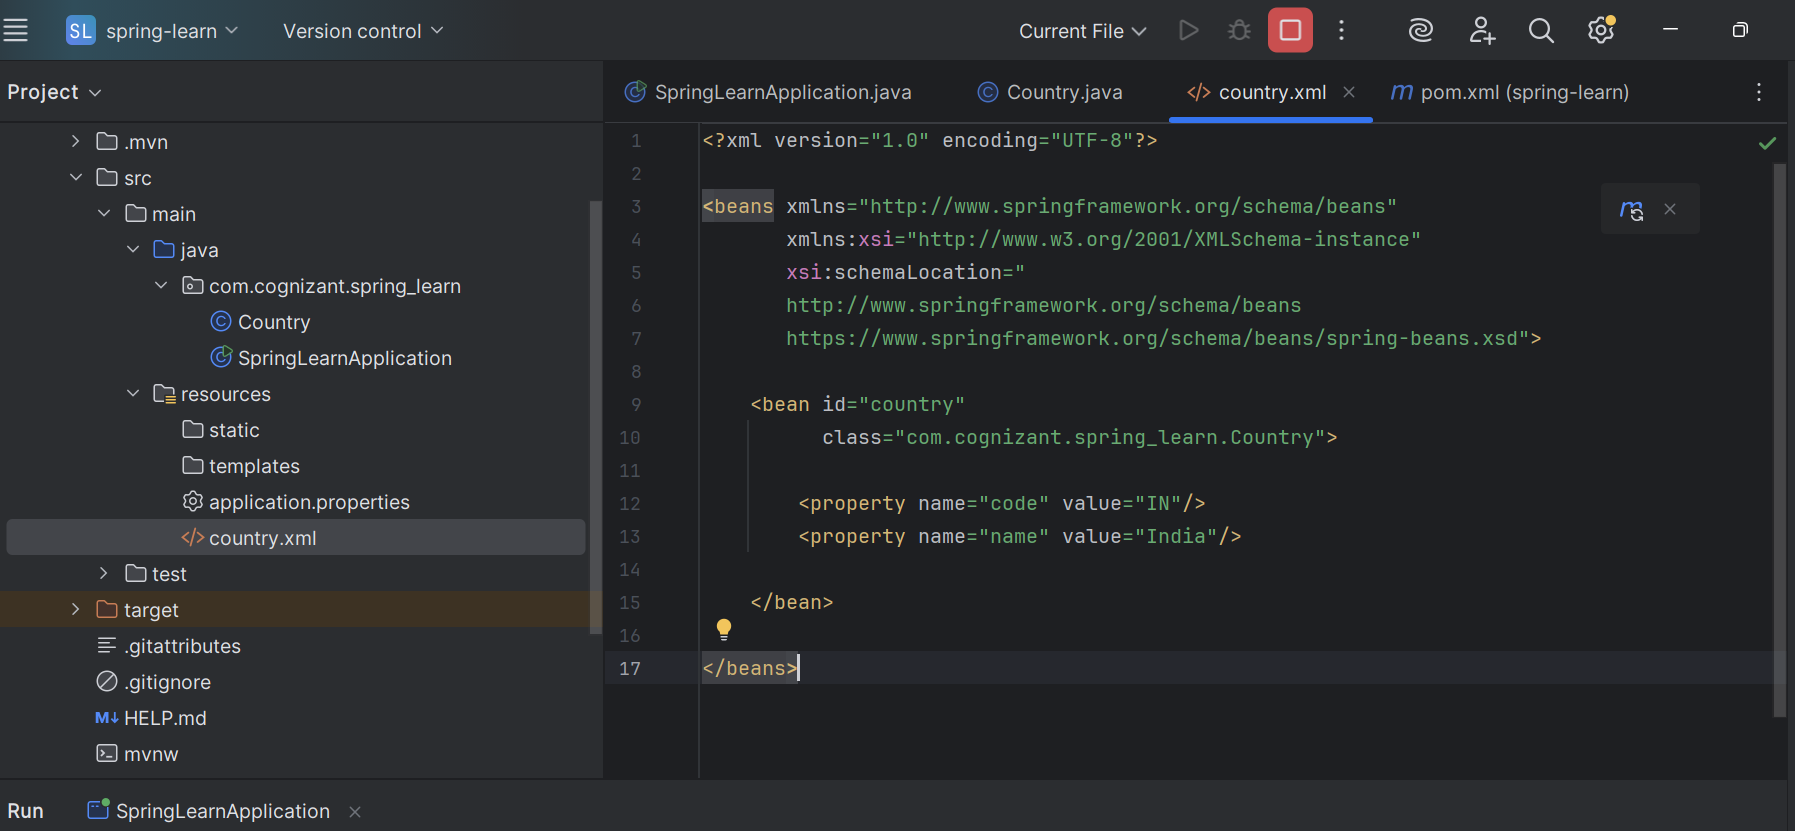 SL spring-learn Version control Current File
Project
SpringLearnApplication.java Country.java country.xml pom.xml (spring-learn)
.mvn
src
main
java
com.cognizant.spring_learn
Country
SpringLearnApplication
resources
static
templates
application.properties
country.xml
test
target
.gitattributes
.gitignore
HELP.md
mvnw
1 <?xml version="1.0" encoding="UTF-8"?>
2
3 <beans xmlns="http://www.springframework.org/schema/beans"
4 xmlns:xsi="http://www.w3.org/2001/XMLSchema-instance"
5 xsi:schemaLocation="
6 http://www.springframework.org/schema/beans
7 https://www.springframework.org/schema/beans/spring-beans.xsd">
8
9 <bean id="country"
10 class="com.cognizant.spring_learn.Country">
11
12 <property name="code" value="IN"/>
13 <property name="name" value="India"/>
14
15 </bean>
16
17 </beans>
Run SpringLearnApplication